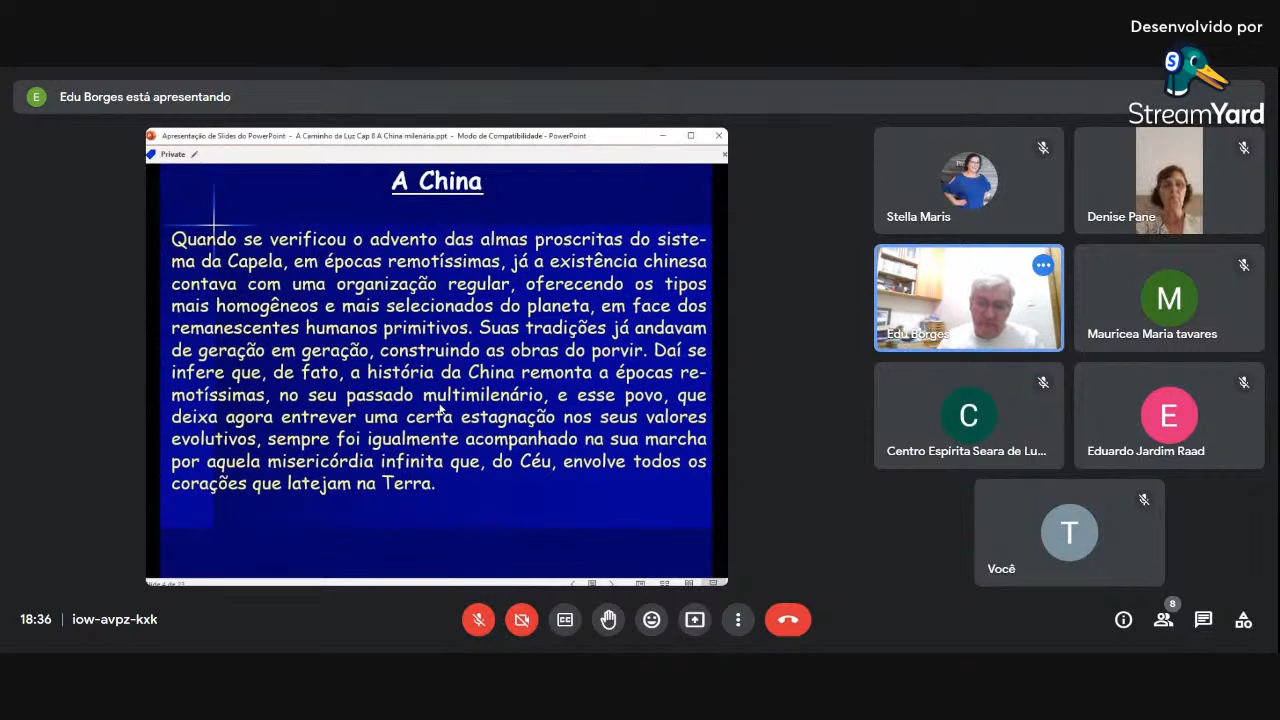 Desenvolvido por
StreamYard
E
Edu Borges está apresentando
Apresentação de Slides do PowerPoint - A Caminho da Luz Cap 8 A China milenária.ppt - Modo de Compatibilidade - PowerPoint
Private
A China
Quando se verificou o advento das almas proscritas do siste-
ma da Capela, em épocas remotíssimas, já a existência chinesa
contava com uma organização regular, oferecendo os tipos
mais homogêneos e mais selecionados do planeta, em face dos
remanescentes humanos primitivos. Suas tradições já andavam
de geração em geração, construindo as obras do porvir. Daí se
infere que, de fato, a história da China remonta a épocas re-
motíssimas, no seu passado multimilenário, e esse povo, que
deixa agora entrever uma certa estagnação nos seus valores
evolutivos, sempre foi igualmente acompanhado na sua marcha
por aquela misericórdia infinita que, do Céu, envolve todos os
corações que latejam na Terra.
Stella Maris
Denise Pane
Edu Borges
M
Mauricea Maria tavares
C
Centro Espírita Seara de Lu...
E
Eduardo Jardim Raad
T
Você
18:36 iow-avpz-kxk
8